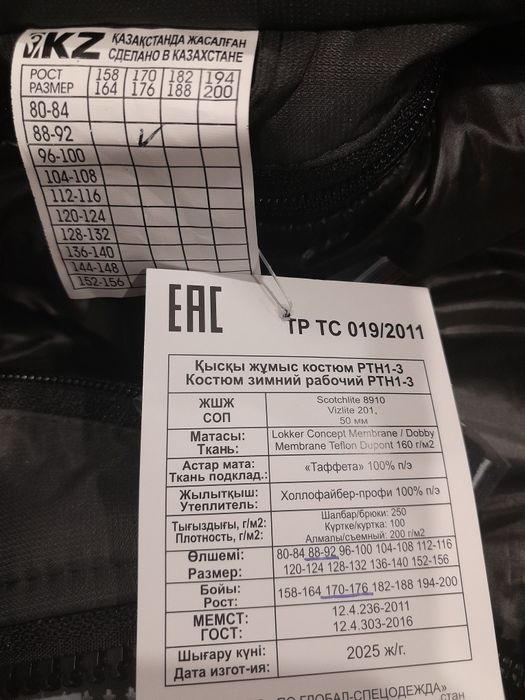 KZ ҚАЗАҚСТАНДА ЖАСАЛҒАН
СДЕЛАНО В КАЗАХСТАНЕ
РОСТ 158 170 182 194
РАЗМЕР 164 176 188 200
80-84
88-92
96-100
104-108
112-116
120-124
128-132
136-140
144-148
152-156
ЕАС ТР ТС 019/2011
Қысқы жұмыс костюм РТН1-3
Костюм зимний рабочий РТН1-3
ЖШЖ Scotchlite 8910
СОП Vizlite 201,
50 мм
Матасы: Lokker Concept Membrane / Dobby
Ткань: Membrane Teflon Dupont 160 г/м2
Астар мата: «Таффета» 100% п/э
Ткань подклад.:
Жылытқыш: Холлофайбер-профи 100% п/э
Утеплитель:
Шалбар/брюки: 250
Тығыздығы, г/м2: Күртке/куртка: 100
Плотность, г/м2: Алмалы/съемный: 200 г/м2
Өлшемі: 80-84 88-92 96-100 104-108 112-116
Размер: 120-124 128-132 136-140 152-156
Бойы: 158-164 170-176 182-188 194-200
Рост:
МЕМСТ: 12.4.236-2011
ГОСТ: 12.4.303-2016
Шығару күні: 2025 ж/г.
Дата изгот-ия:
ГЛОБАЛ-СПЕЦОДЕЖДА»
стан